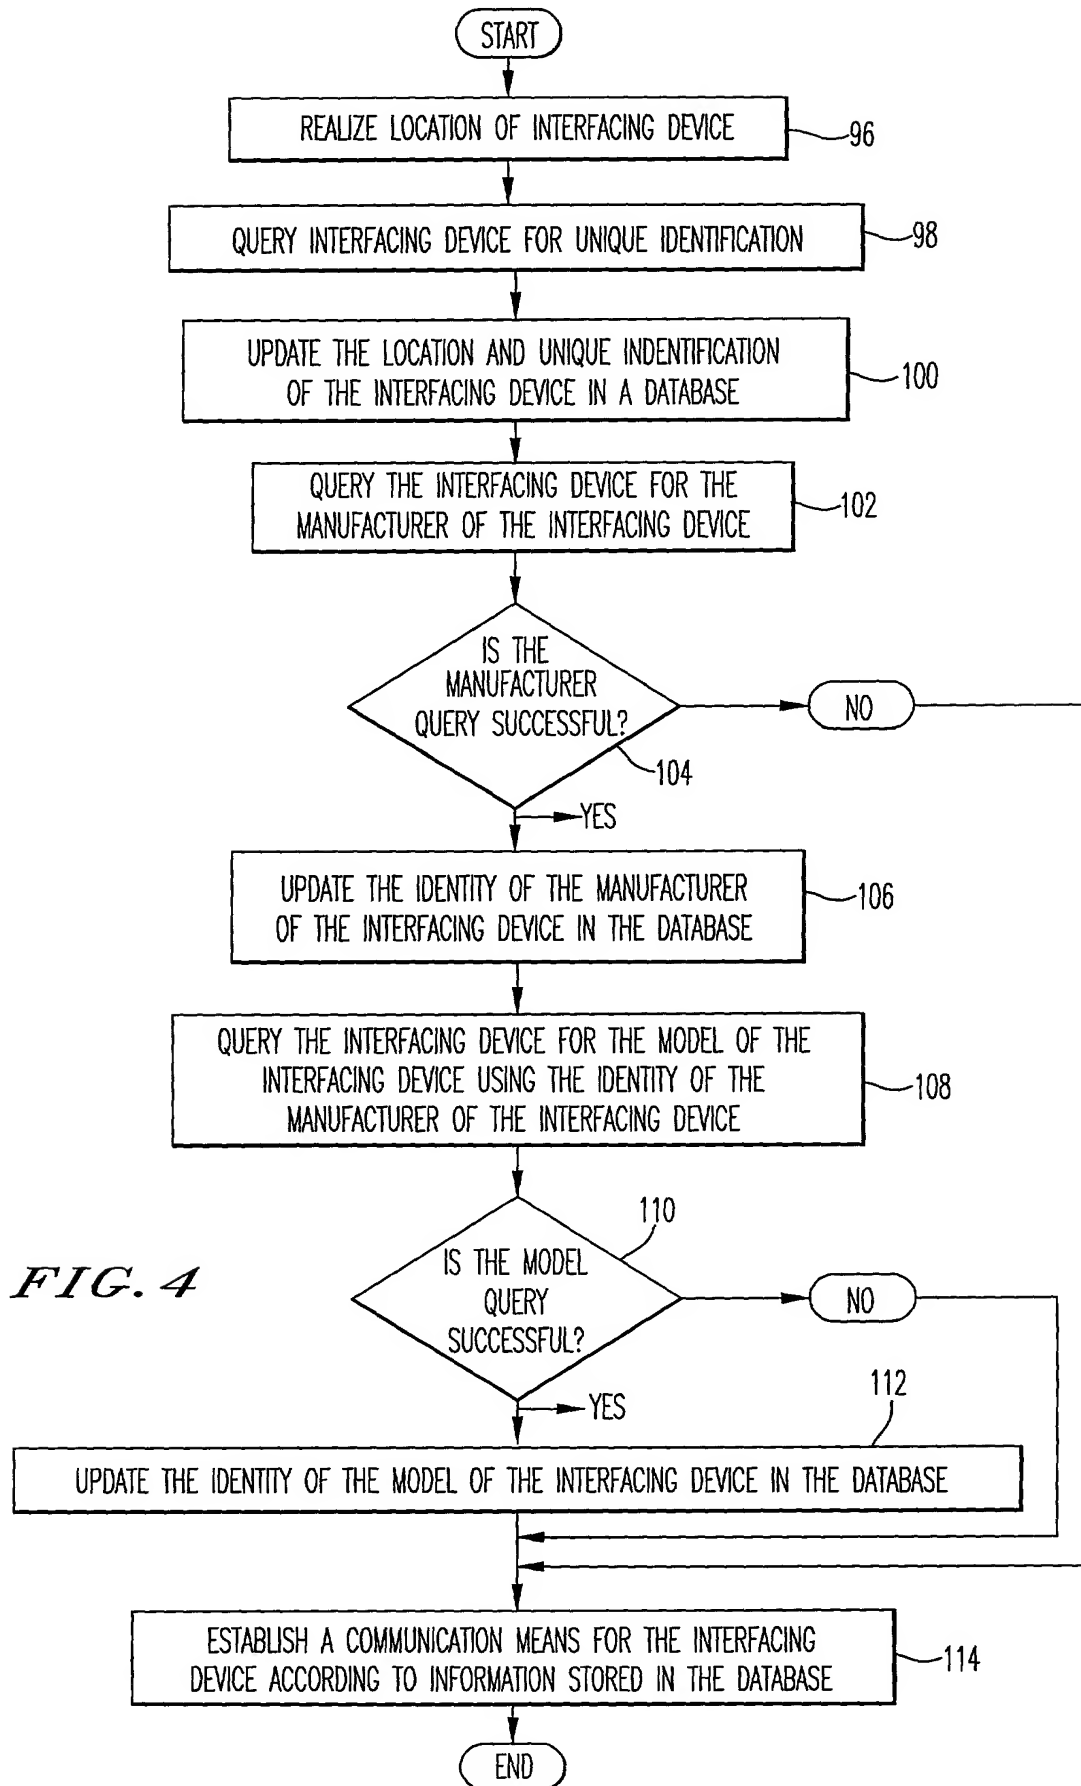 START
REALIZE LOCATION OF INTERFACING DEVICE
96
QUERY INTERFACING DEVICE FOR UNIQUE IDENTIFICATION
98
UPDATE THE LOCATION AND UNIQUE INDENTIFICATION
OF THE INTERFACING DEVICE IN A DATABASE
100
QUERY THE INTERFACING DEVICE FOR THE
MANUFACTURER OF THE INTERFACING DEVICE
102
IS THE
MANUFACTURER
QUERY SUCCESSFUL?
NO
104
YES
UPDATE THE IDENTITY OF THE MANUFACTURER
OF THE INTERFACING DEVICE IN THE DATABASE
106
QUERY THE INTERFACING DEVICE FOR THE MODEL OF THE
INTERFACING DEVICE USING THE IDENTITY OF THE
MANUFACTURER OF THE INTERFACING DEVICE
108
110
IS THE MODEL
QUERY
SUCCESSFUL?
NO
FIG. 4
YES
112
UPDATE THE IDENTITY OF THE MODEL OF THE INTERFACING DEVICE IN THE DATABASE
ESTABLISH A COMMUNICATION MEANS FOR THE INTERFACING
DEVICE ACCORDING TO INFORMATION STORED IN THE DATABASE
114
END